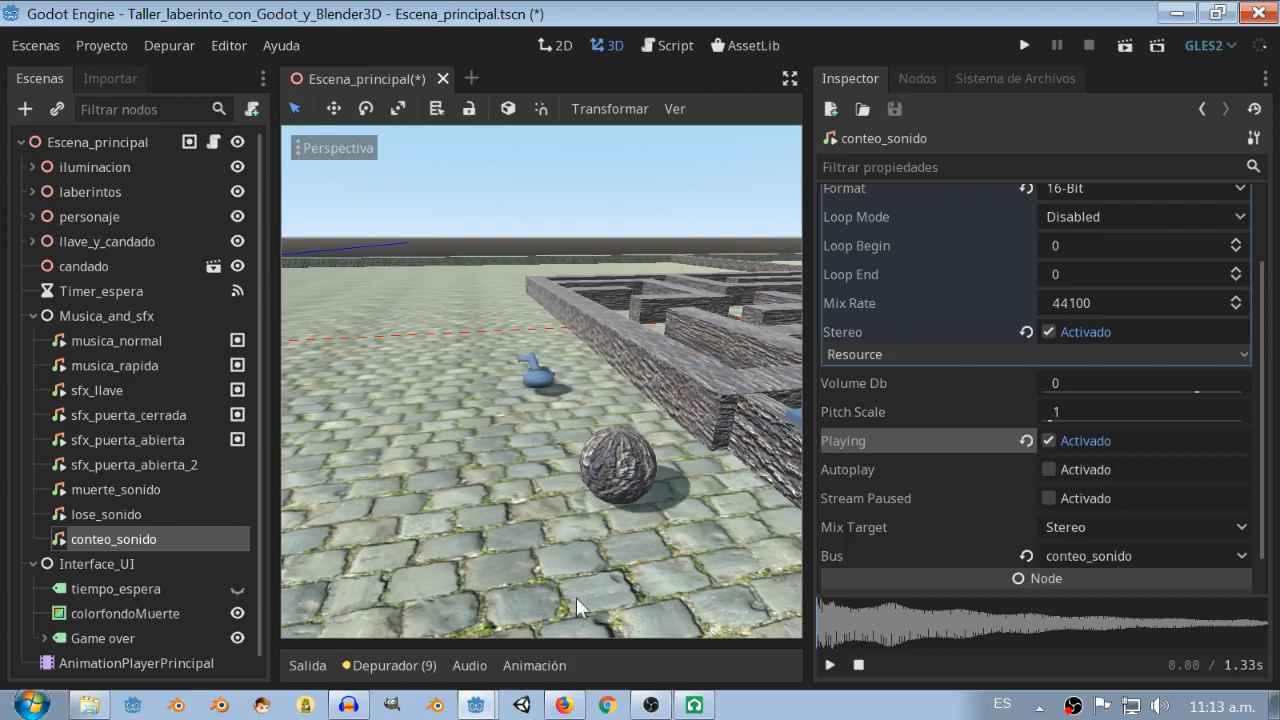 Godot Engine - Taller_laberinto_con_Godot_y_Blender3D - Escena_principal.tscn (*)
Escenas Proyecto Depurar Editor Ayuda 2D 3D Script AssetLib GLES2
Escenas Importar Escena_principal(*) Inspector Nodos Sistema de Archivos
Filtrar nodos Transformar Ver
Escena_principal Perspectiva conteo_sonido
iluminacion Filtrar propiedades
laberintos Format 16-Bit
personaje Loop Mode Disabled
llave_y_candado Loop Begin 0
candado Loop End 0
Timer_espera Mix Rate 44100
Musica_and_sfx Stereo Activado
musica_normal Resource
musica_rapida Volume Db 0
sfx_llave Pitch Scale 1
sfx_puerta_cerrada Playing Activado
sfx_puerta_abierta Autoplay Activado
sfx_puerta_abierta_2 Stream Paused Activado
muerte_sonido Mix Target Stereo
lose_sonido Bus conteo_sonido
conteo_sonido Node
Interface_UI
tiempo_espera
colorfondoMuerte
Game over
AnimationPlayerPrincipal Salida Depurador (9) Audio Animación 0.00 / 1.33s
ES 11:13 a.m.